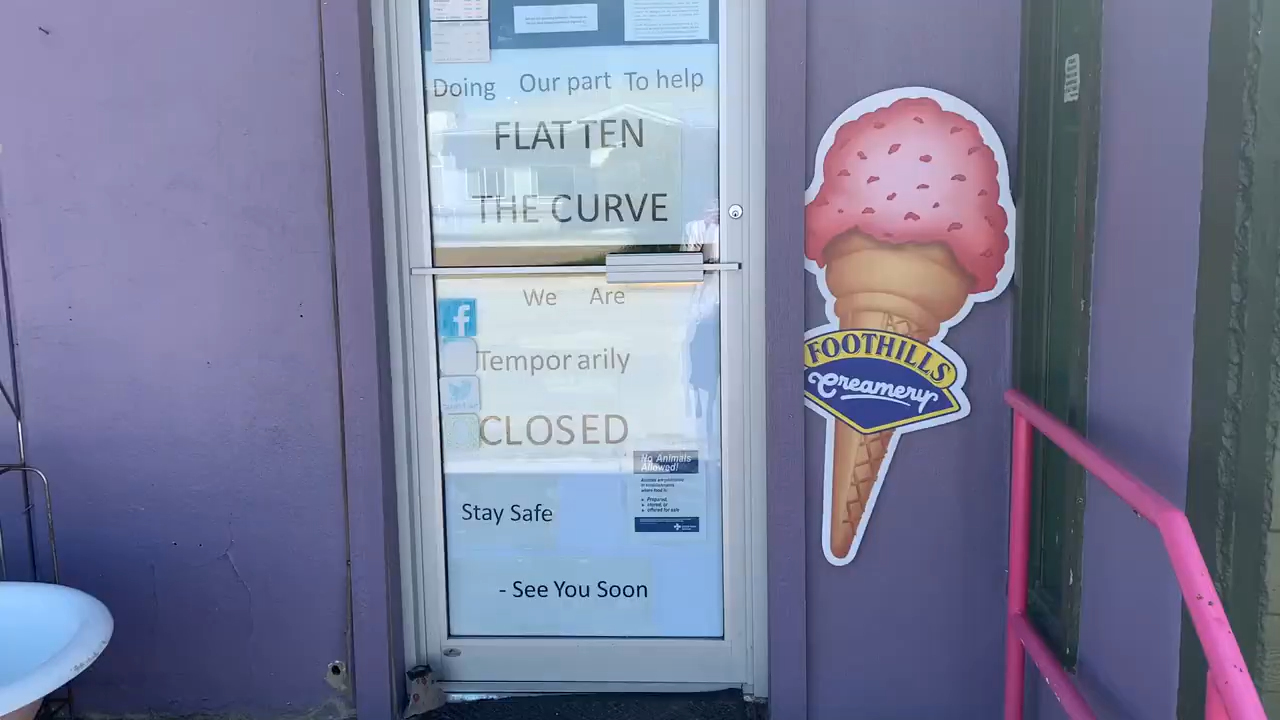 Doing Our part To help
FLATTEN
THE CURVE
We Are
Temporarily
CLOSED
No Animals
Allowed!
Stay Safe
- See You Soon
FOOTHILLS
Creamery